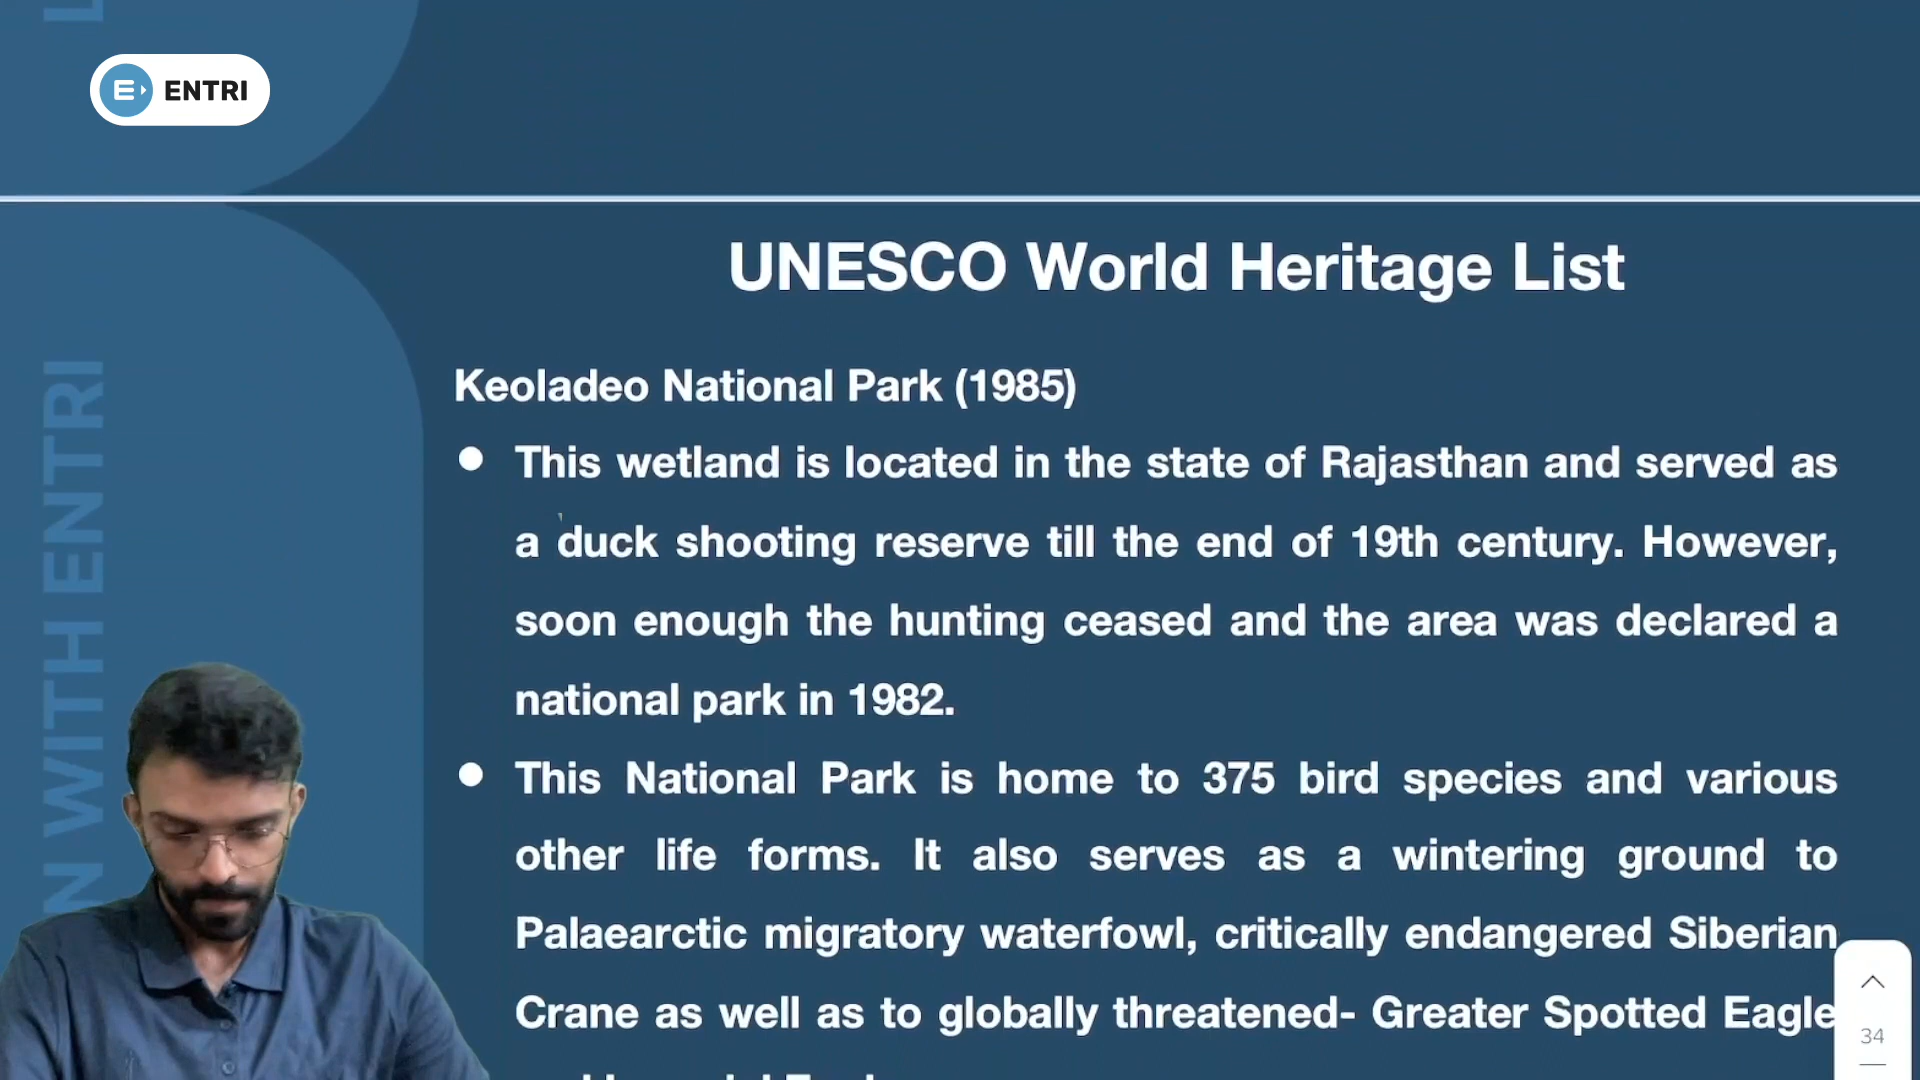 ENTRI
UNESCO World Heritage List
Keoladeo National Park (1985)
● This wetland is located in the state of Rajasthan and served as
a duck shooting reserve till the end of 19th century. However,
soon enough the hunting ceased and the area was declared a
national park in 1982.
● This National Park is home to 375 bird species and various
other life forms. It also serves as a wintering ground to
Palaearctic migratory waterfowl, critically endangered Siberian
Crane as well as to globally threatened- Greater Spotted Eagle
N WITH ENTRI
34